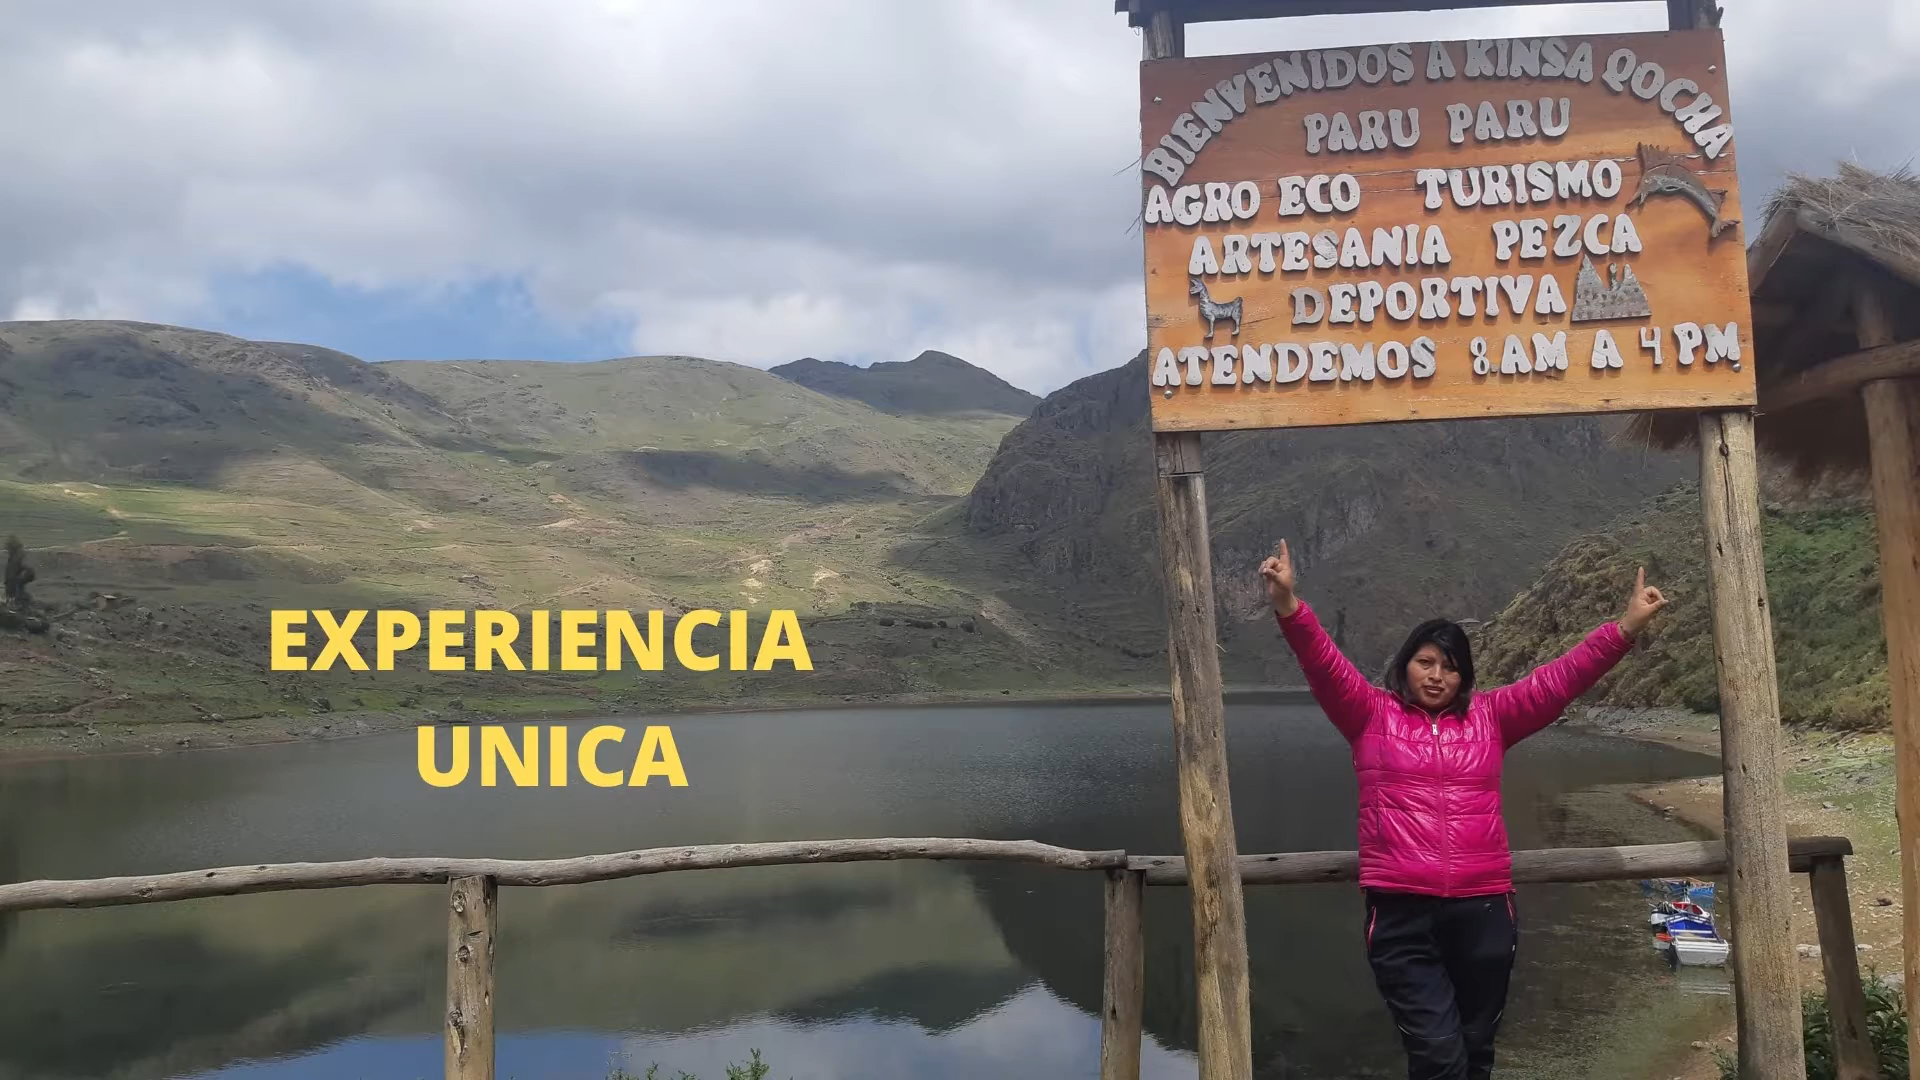 BIENVENIDOS A KINSA QOCHA
PARU PARU
AGRO ECO TURISMO
ARTESANIA PEZCA
DEPORTIVA
ATENDEMOS 8.AM A 4 PM
EXPERIENCIA
UNICA